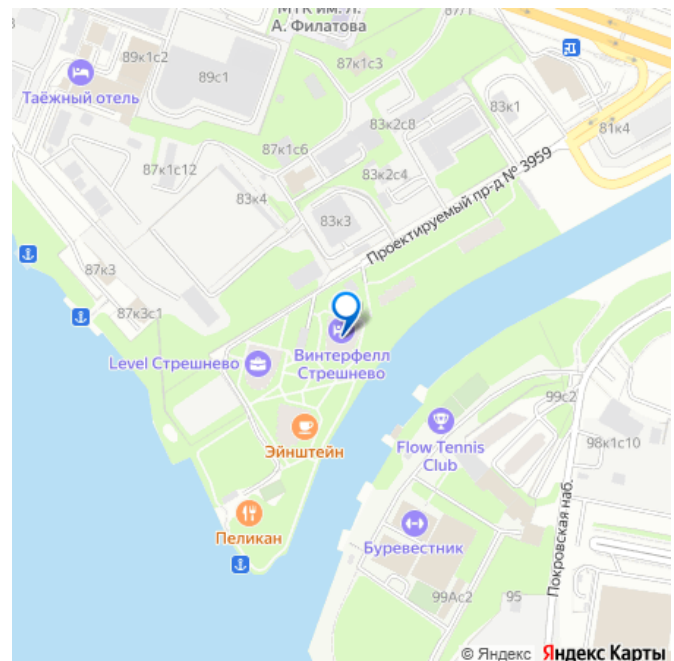 МТК им. Л.
А. Филатова
87/1
89к1с2
89с1
87к1с3
Таёжный отель
83к2с8
83к1
81к4
87к1с6
87к1с12
83к2с4
83к4
83к3
Проектируемый пр-д № 3959
87к3
87к3с1
Level Стрешнево
Винтерфелл
Стрешнево
99с2
Эйнштейн
Flow Tennis
Club
98к1с10
Пеликан
Буревестник
Покровская наб.
99Ас2
95
© Яндекс Яндекс Карты